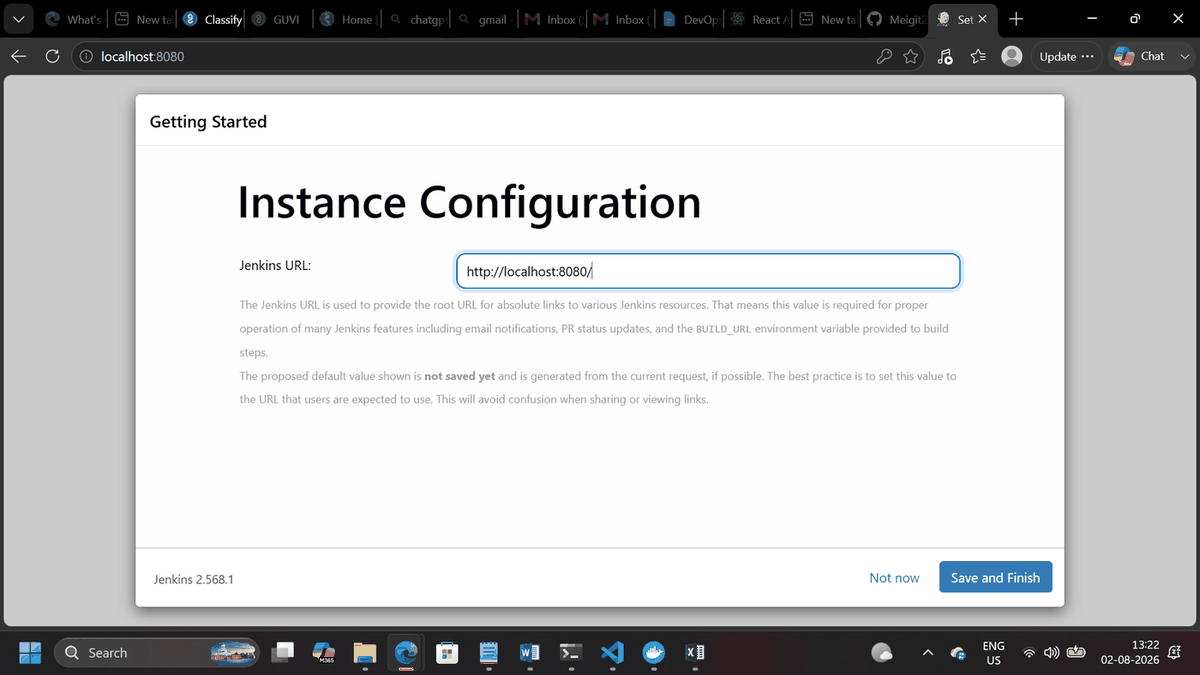 What's
New ta
Classify
GUVI
Home
chatgpt
gmail
Inbox (
Inbox (
DevOp
React A
New ta
Meigit2
Set
localhost:8080
Update
Chat
Getting Started
Instance Configuration
Jenkins URL:
http://localhost:8080/
The Jenkins URL is used to provide the root URL for absolute links to various Jenkins resources. That means this value is required for proper
operation of many Jenkins features including email notifications, PR status updates, and the BUILD_URL environment variable provided to build
steps.
The proposed default value shown is not saved yet and is generated from the current request, if possible. The best practice is to set this value to
the URL that users are expected to use. This will avoid confusion when sharing or viewing links.
Jenkins 2.568.1
Not now
Save and Finish
Search
M365
ENG
US
13:22
02-08-2026